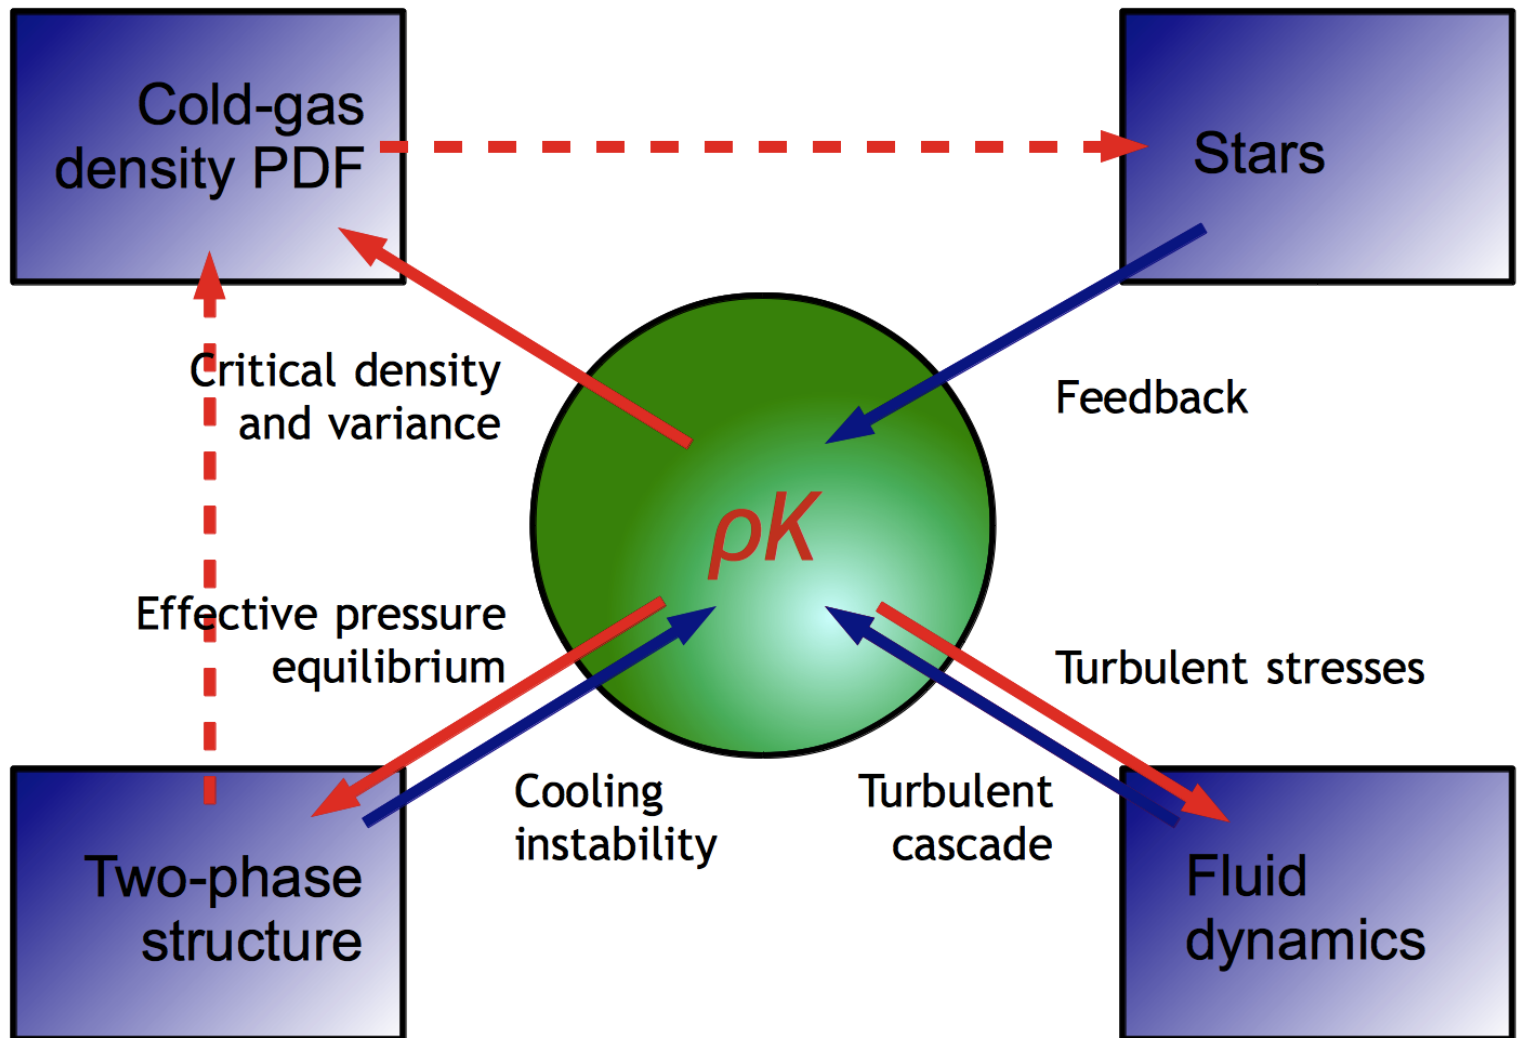 Cold-gas
density PDF
Stars
Critical density
and variance
Feedback
ρK
Effective pressure
equilibrium
Turbulent stresses
Cooling
instability
Turbulent
cascade
Two-phase
structure
Fluid
dynamics